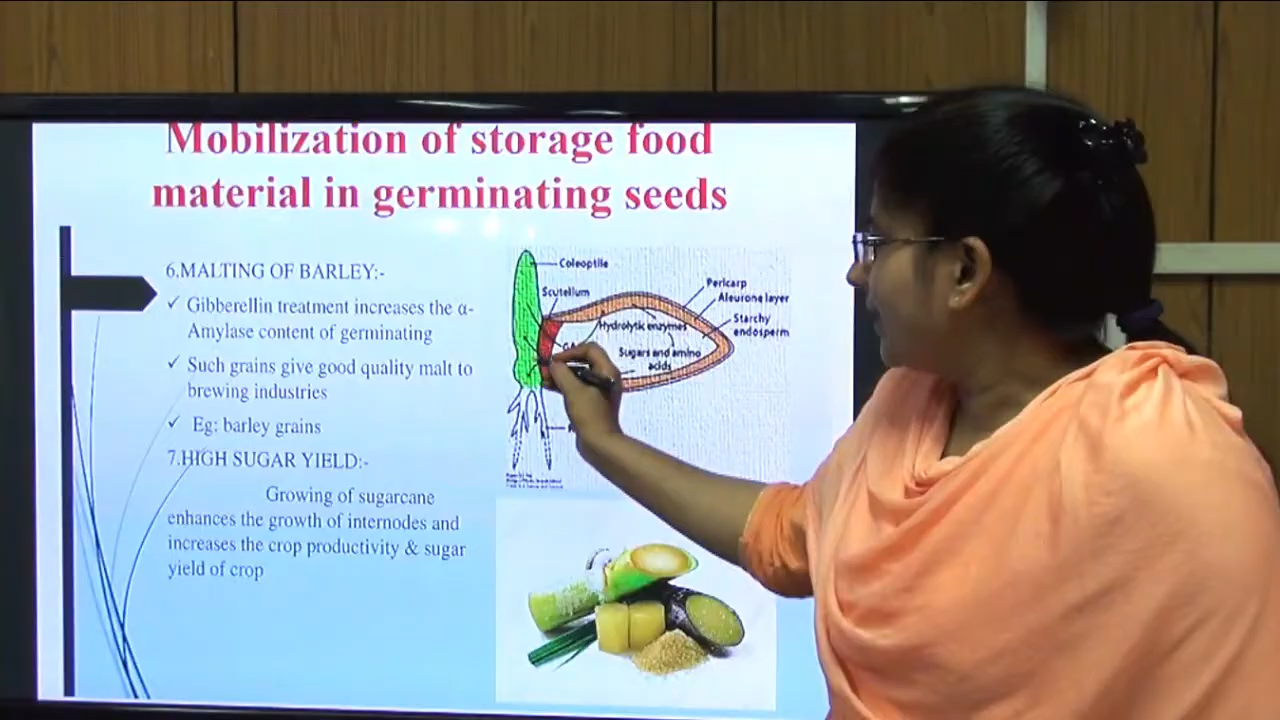 Mobilization of storage food
material in germinating seeds
6.MALTING OF BARLEY:-
✓ Gibberellin treatment increases the α-
Amylase content of germinating
✓ Such grains give good quality malt to
brewing industries
✓ Eg: barley grains
7.HIGH SUGAR YIELD:-
Growing of sugarcane
enhances the growth of internodes and
increases the crop productivity & sugar
yield of crop
Coleoptile
Scutellum
Pericarp
Aleurone layer
Starchy
endosperm
Hydrolytic enzymes
Sugars and amino
acids